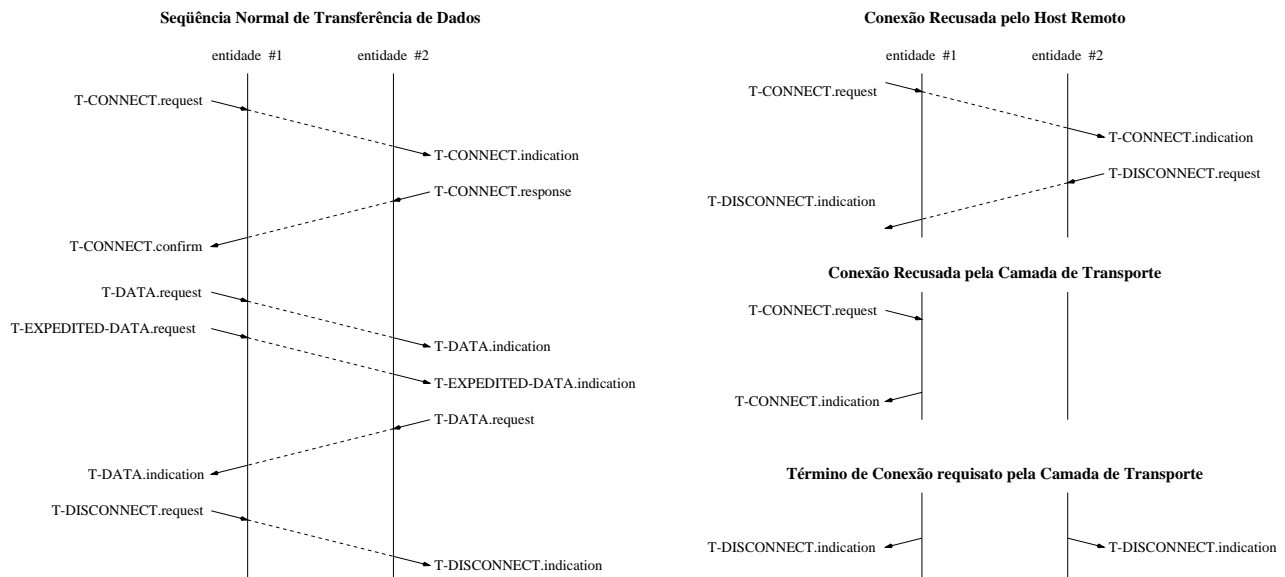 Seqüência Normal de Transferência de Dados
entidade #1
entidade #2
T-CONNECT.request
T-CONNECT.indication
T-CONNECT.response
T-CONNECT.confirm
T-DATA.request
T-EXPEDITED-DATA.request
T-DATA.indication
T-EXPEDITED-DATA.indication
T-DATA.request
T-DATA.indication
T-DISCONNECT.request
T-DISCONNECT.indication
Conexão Recusada pelo Host Remoto
entidade #1
entidade #2
T-CONNECT.request
T-CONNECT.indication
T-DISCONNECT.request
T-DISCONNECT.indication
Conexão Recusada pela Camada de Transporte
T-CONNECT.request
T-CONNECT.indication
Término de Conexão requisato pela Camada de Transporte
T-DISCONNECT.indication
T-DISCONNECT.indication